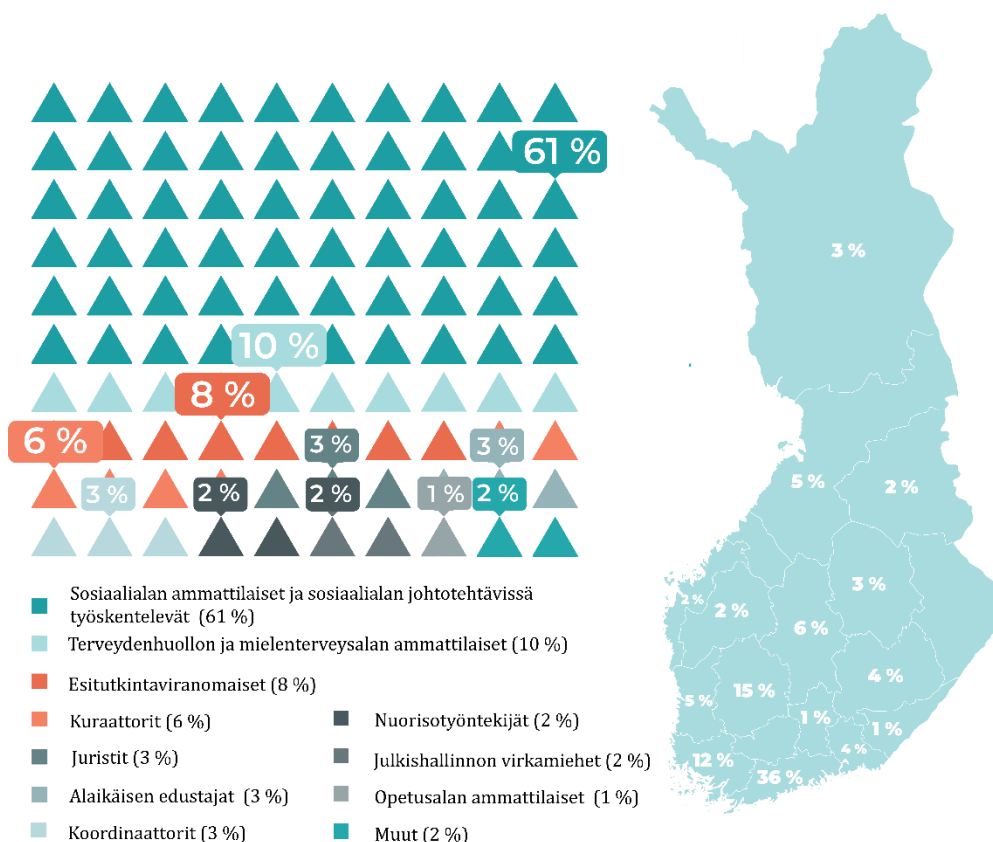 61 %
10 %
8 %
6 %
3 %
3 %
3 %
2 %
2 %
1 %
2 %
Sosiaalialan ammattilaiset ja sosiaalialan johtotehtävissä
työskentelevät (61 %)
Terveydenhuollon ja mielenterveysalan ammattilaiset (10 %)
Esitutkintaviranomaiset (8 %)
Kuraattorit (6 %)
Juristit (3 %)
Alaikäisen edustajat (3 %)
Koordinaattorit (3 %)
Nuorisotyöntekijät (2 %)
Julkishallinnon virkamiehet (2 %)
Opetusalan ammattilaiset (1 %)
Muut (2 %)
3 %
5 %
2 %
3 %
2 %
2 %
6 %
4 %
15 %
5 %
1 %
1 %
4 %
12 %
36 %